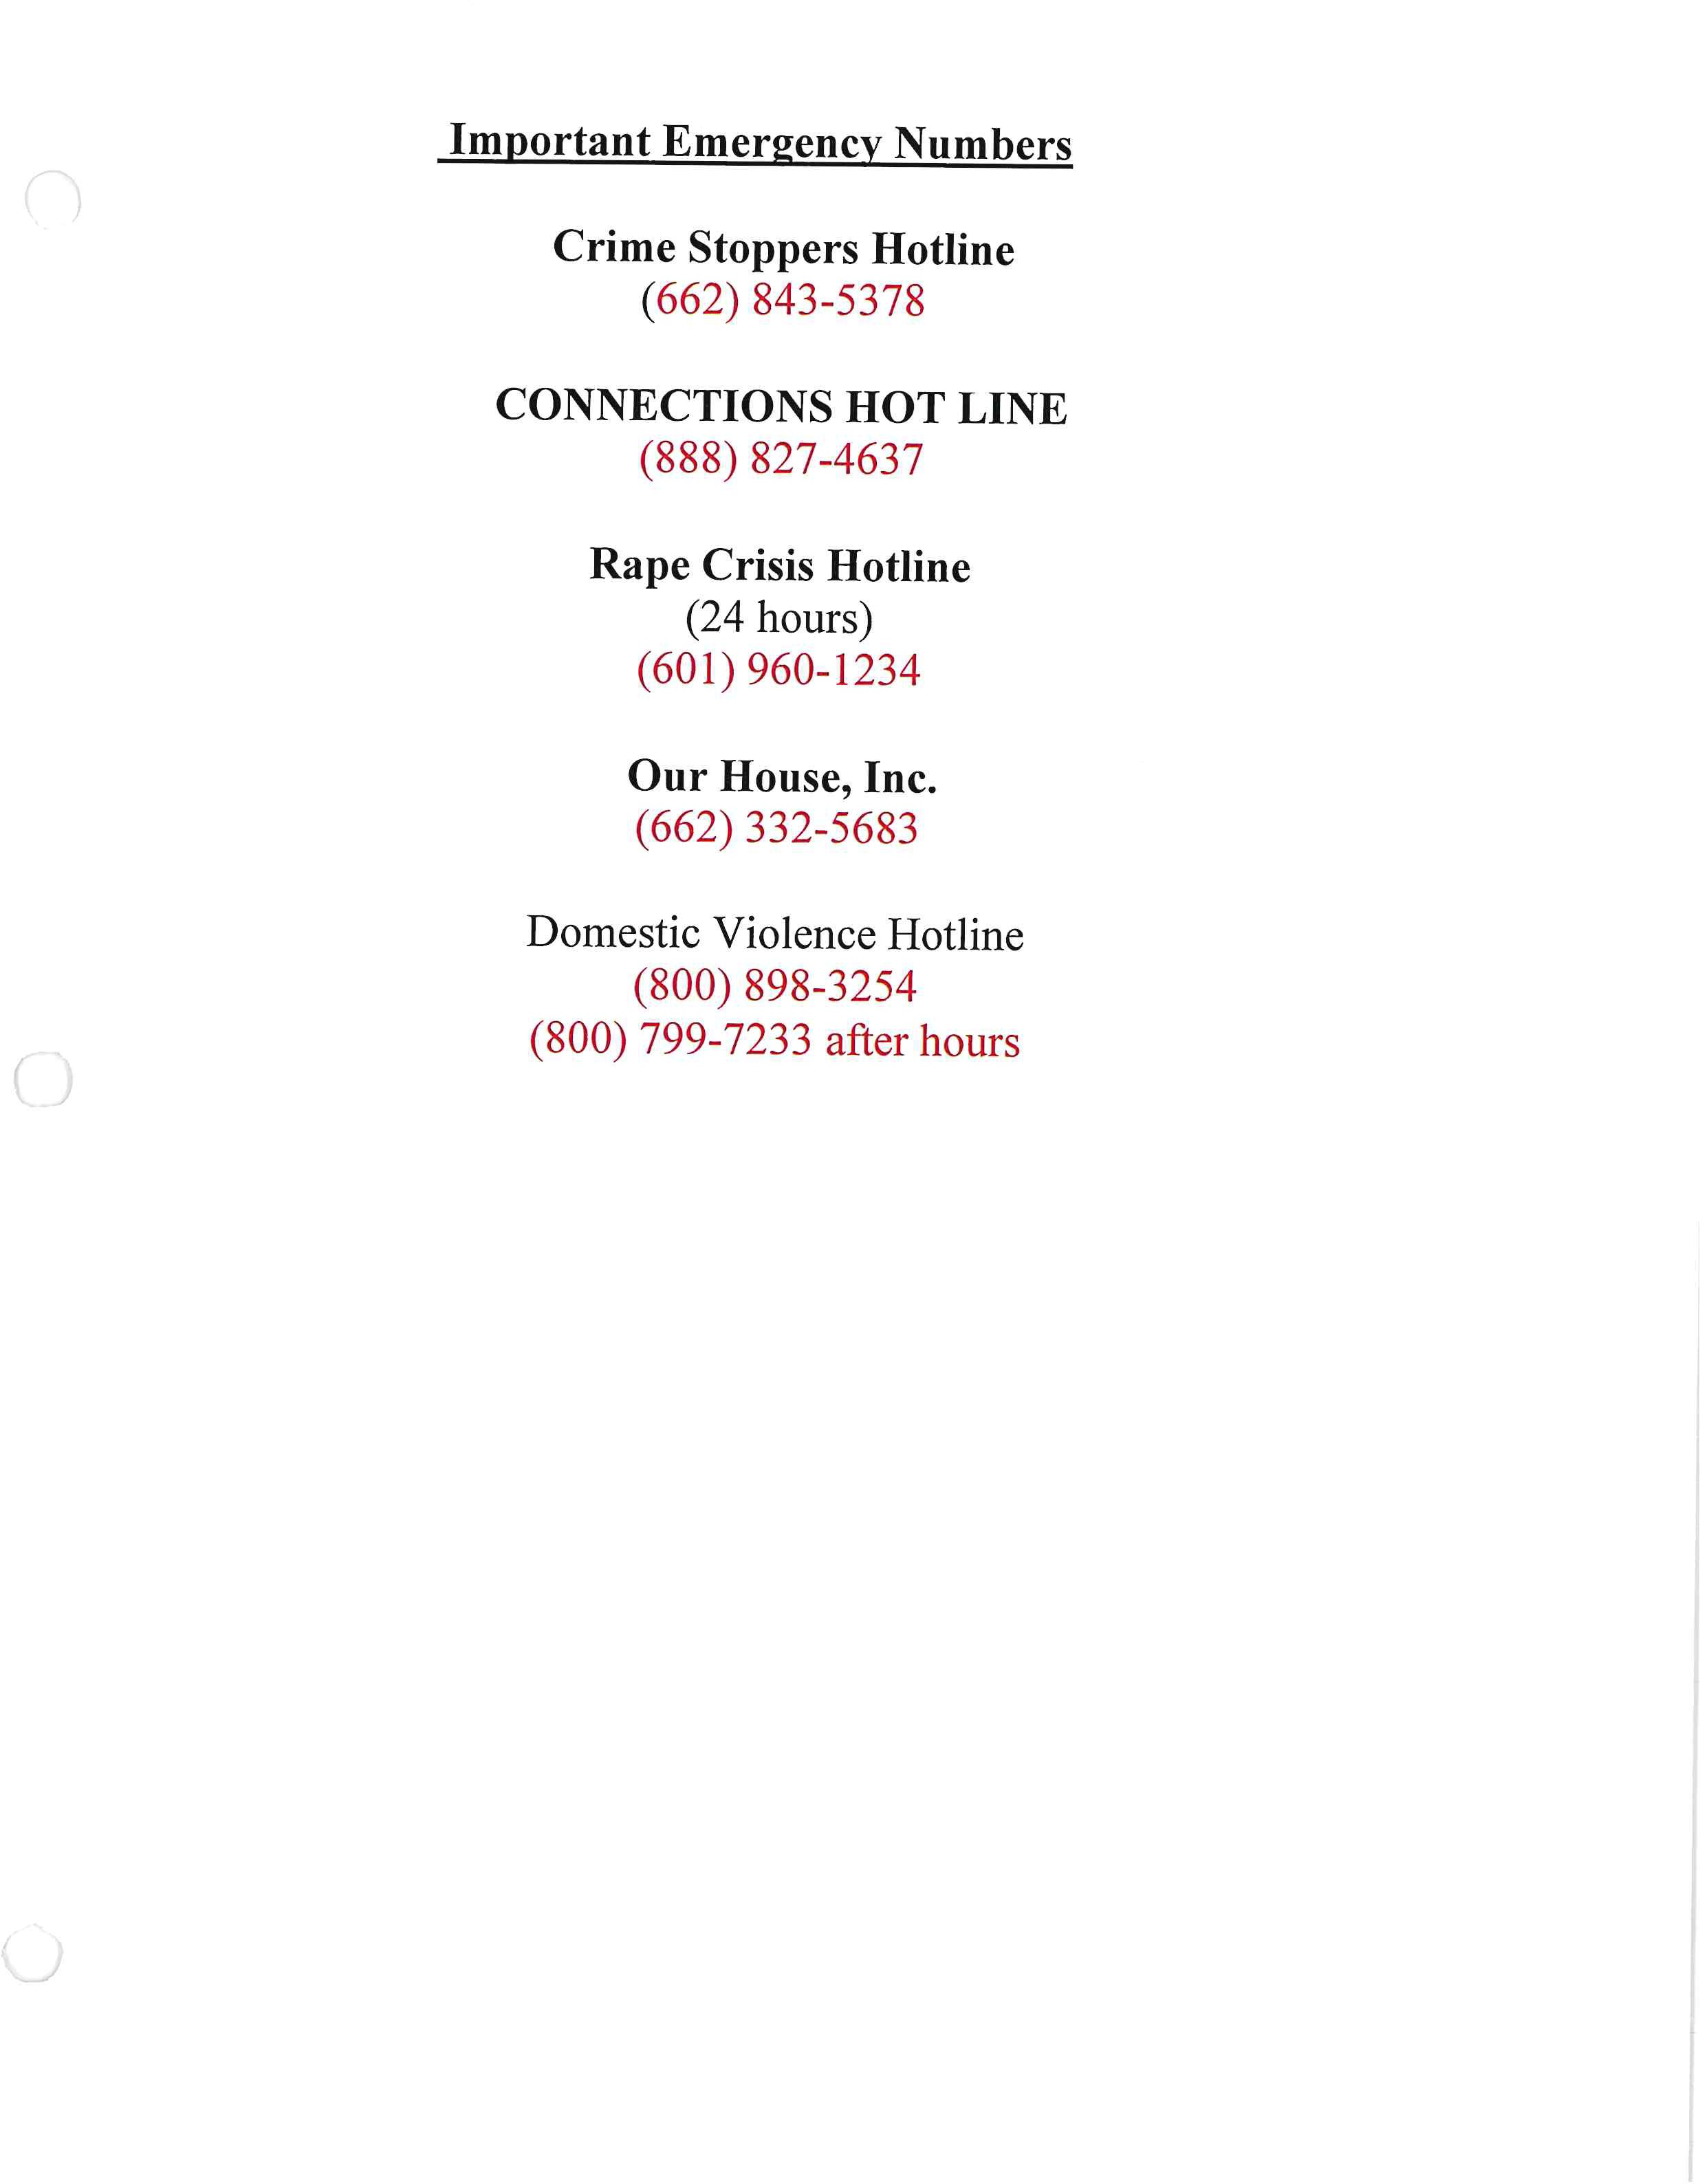 Important Emergency Numbers
Crime Stoppers Hotline
(662) 843-5378
CONNECTIONS HOT LINE
(888) 827-4637
Rape Crisis Hotline
(24 hours)
(601) 960-1234
Our House, Inc.
(662) 332-5683
Domestic Violence Hotline
(800) 898-3254
(800) 799-7233 after hours